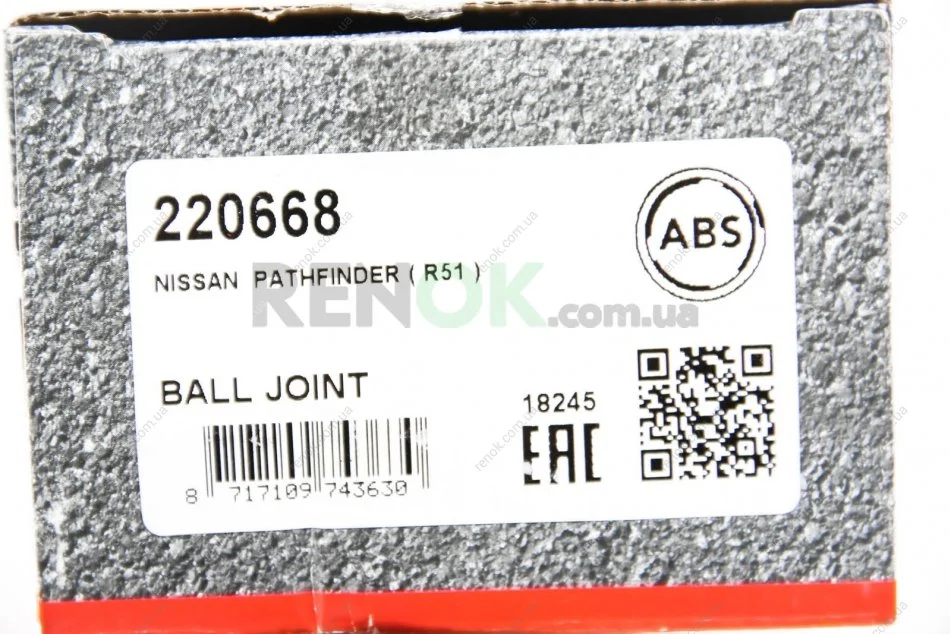 220668
ABS
NISSAN PATHFINDER ( R51 )
RENOK.com.ua
BALL JOINT
18245
EAC
8 717109 743630